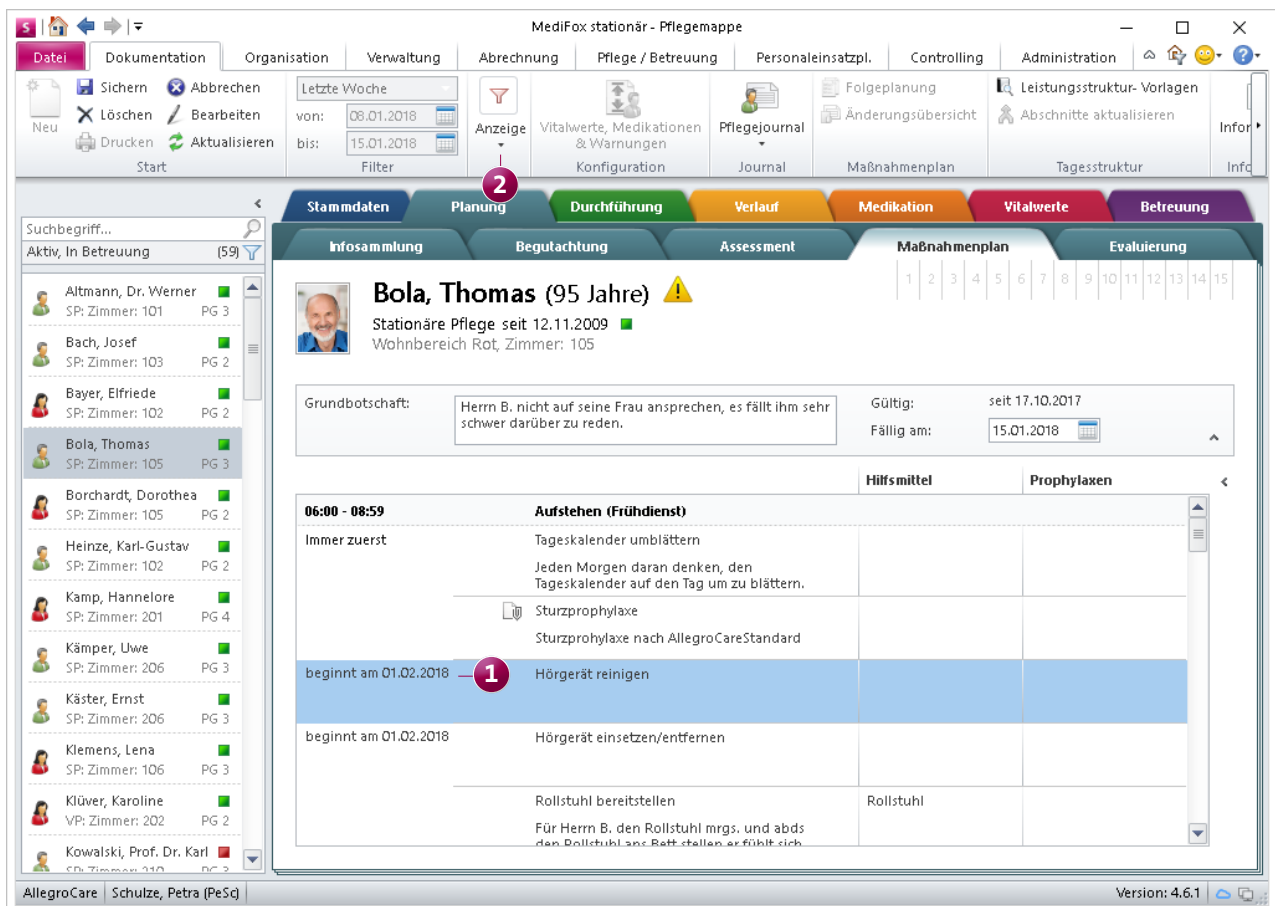 S
MediFox stationär - Pflegemappe
Datei Dokumentation Organisation Verwaltung Abrechnung Pflege / Betreuung Personaleinsatzpl. Controlling Administration
Neu
Sichern Abbrechen
Löschen Bearbeiten
Drucken Aktualisieren
Start
Letzte Woche
von: 08.01.2018
bis: 15.01.2018
Filter
Anzeige
Vitalwerte, Medikationen
& Warnungen
Konfiguration
Pflegejournal
Journal
Folgeplanung
Änderungsübersicht
Maßnahmenplan
Leistungsstruktur- Vorlagen
Abschnitte aktualisieren
Tagesstruktur
Infor
2
Stammdaten Planung Durchführung Verlauf Medikation Vitalwerte Betreuung
Infosammlung Begutachtung Assessment Maßnahmenplan Evaluierung
Suchbegriff...
Aktiv, In Betreuung (59)
Altmann, Dr. Werner
SP: Zimmer: 101 PG 3
Bach, Josef
SP: Zimmer: 103 PG 2
Bayer, Elfriede
SP: Zimmer: 102 PG 2
Bola, Thomas
SP: Zimmer: 105 PG 3
Borchardt, Dorothea
SP: Zimmer: 105 PG 2
Heinze, Karl-Gustav
SP: Zimmer: 102 PG 2
Kamp, Hannelore
SP: Zimmer: 201 PG 4
Kämper, Uwe
SP: Zimmer: 206 PG 3
Käster, Ernst
SP: Zimmer: 206 PG 3
Klemens, Lena
SP: Zimmer: 106 PG 3
Klüver, Karoline
VP: Zimmer: 202 PG 2
Kowalski, Prof. Dr. Karl
1 2 3 4 5 6 7 8 9 10 11 12 13 14 15
Bola, Thomas (95 Jahre)
Stationäre Pflege seit 12.11.2009
Wohnbereich Rot, Zimmer: 105
Grundbotschaft:
Herrn B. nicht auf seine Frau ansprechen, es fällt ihm sehr
schwer darüber zu reden.
Gültig: seit 17.10.2017
Fällig am: 15.01.2018
Hilfsmittel Prophylaxen
06:00 - 08:59 Aufstehen (Frühdienst)
Immer zuerst Tageskalender umblättern
Jeden Morgen daran denken, den
Tageskalender auf den Tag um zu blättern.
Sturzprophylaxe
Sturzprohylaxe nach AllegroCareStandard
beginnt am 01.02.2018 1 Hörgerät reinigen
beginnt am 01.02.2018 Hörgerät einsetzen/entfernen
Rollstuhl bereitstellen Rollstuhl
Für Herrn B. den Rollstuhl mrgs. und abds
den Rollstuhl ans Bett stellen er fühlt sich
AllegroCare Schulze, Petra (PeSc) Version: 4.6.1